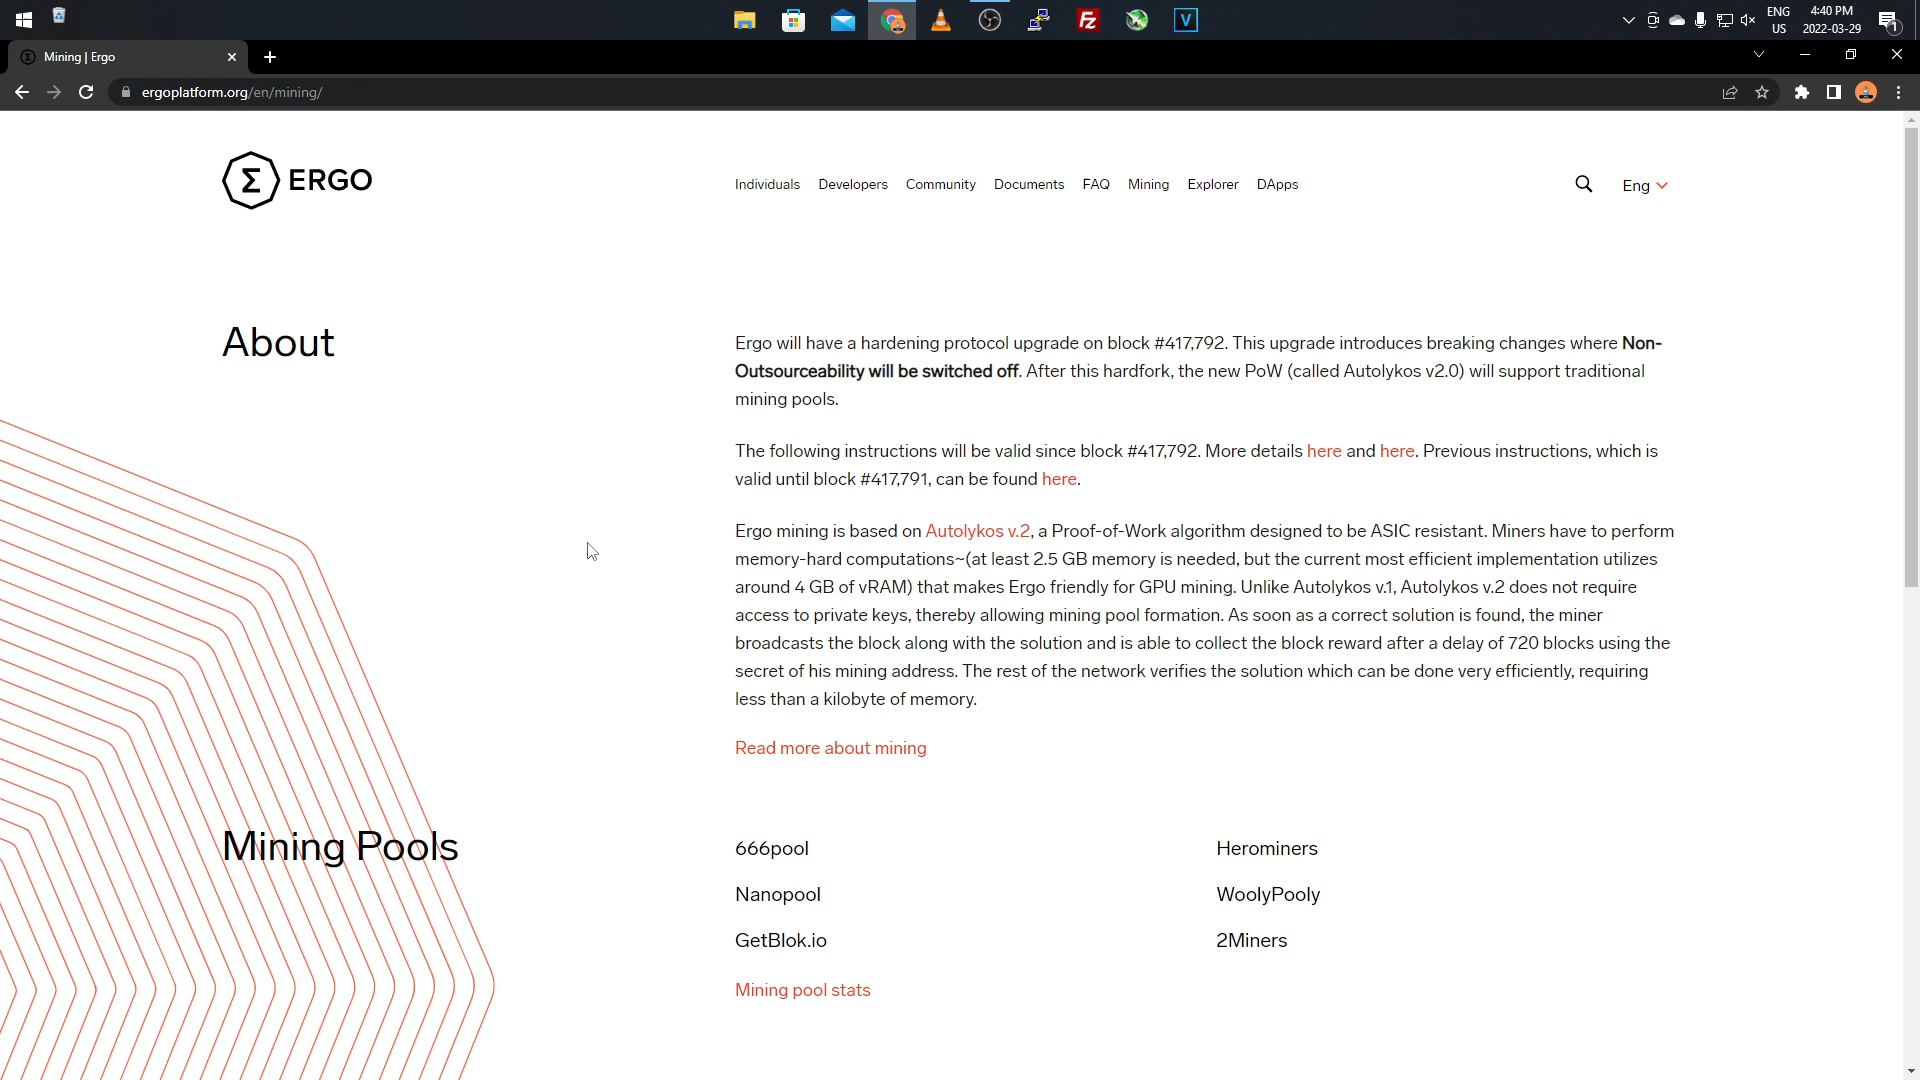 ENG
US
4:40 PM
2022-03-29
1
Mining | Ergo
ergoplatform.org/en/mining/
Σ ERGO
Individuals Developers Community Documents FAQ Mining Explorer DApps
Eng
About
Ergo will have a hardening protocol upgrade on block #417,792. This upgrade introduces breaking changes where Non-
Outsourceability will be switched off. After this hardfork, the new PoW (called Autolykos v2.0) will support traditional
mining pools.
The following instructions will be valid since block #417,792. More details here and here. Previous instructions, which is
valid until block #417,791, can be found here.
Ergo mining is based on Autolykos v.2, a Proof-of-Work algorithm designed to be ASIC resistant. Miners have to perform
memory-hard computations~(at least 2.5 GB memory is needed, but the current most efficient implementation utilizes
around 4 GB of vRAM) that makes Ergo friendly for GPU mining. Unlike Autolykos v.1, Autolykos v.2 does not require
access to private keys, thereby allowing mining pool formation. As soon as a correct solution is found, the miner
broadcasts the block along with the solution and is able to collect the block reward after a delay of 720 blocks using the
secret of his mining address. The rest of the network verifies the solution which can be done very efficiently, requiring
less than a kilobyte of memory.
Read more about mining
Mining Pools
666pool
Herominers
Nanopool
WoolyPooly
GetBlok.io
2Miners
Mining pool stats